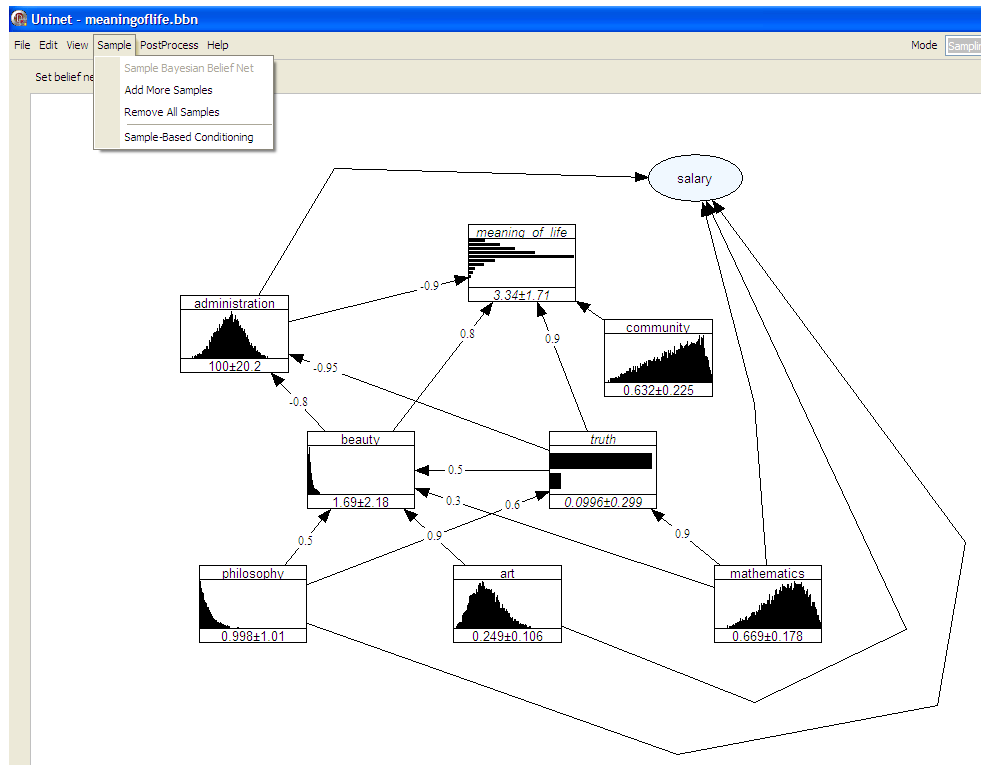 Uninet - meaningoflife.bbn
File Edit View Sample PostProcess Help Mode
Sample Bayesian Belief Net
Set belief ne
Add More Samples
Remove All Samples
Sample-Based Conditioning
salary
meaning_of_life
3.34±1.71
-0.9
administration
100±20.2
community
0.632±0.225
0.8
0.9
-0.95
-0.8
beauty
1.69±2.18
truth
0.0996±0.299
0.5
0.3
0.6
0.5
0.9
0.9
philosophy
0.998±1.01
art
0.249±0.106
mathematics
0.669±0.178